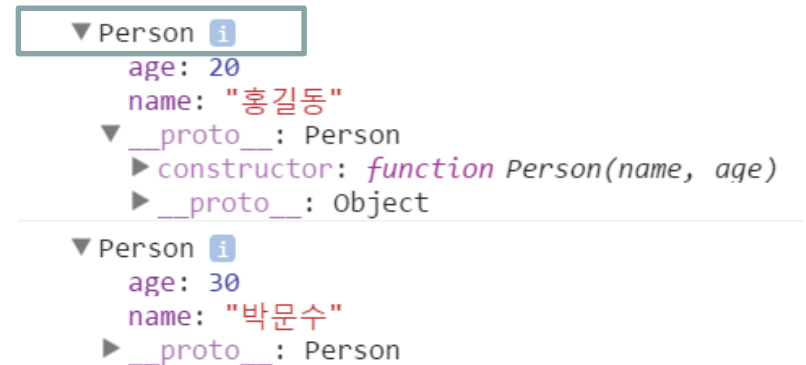 ▼ Person i
age: 20
name: "홍길동"
▼ __proto__: Person
▶ constructor: function Person(name, age)
▶ __proto__: Object
▼ Person i
age: 30
name: "박문수"
▶ __proto__: Person